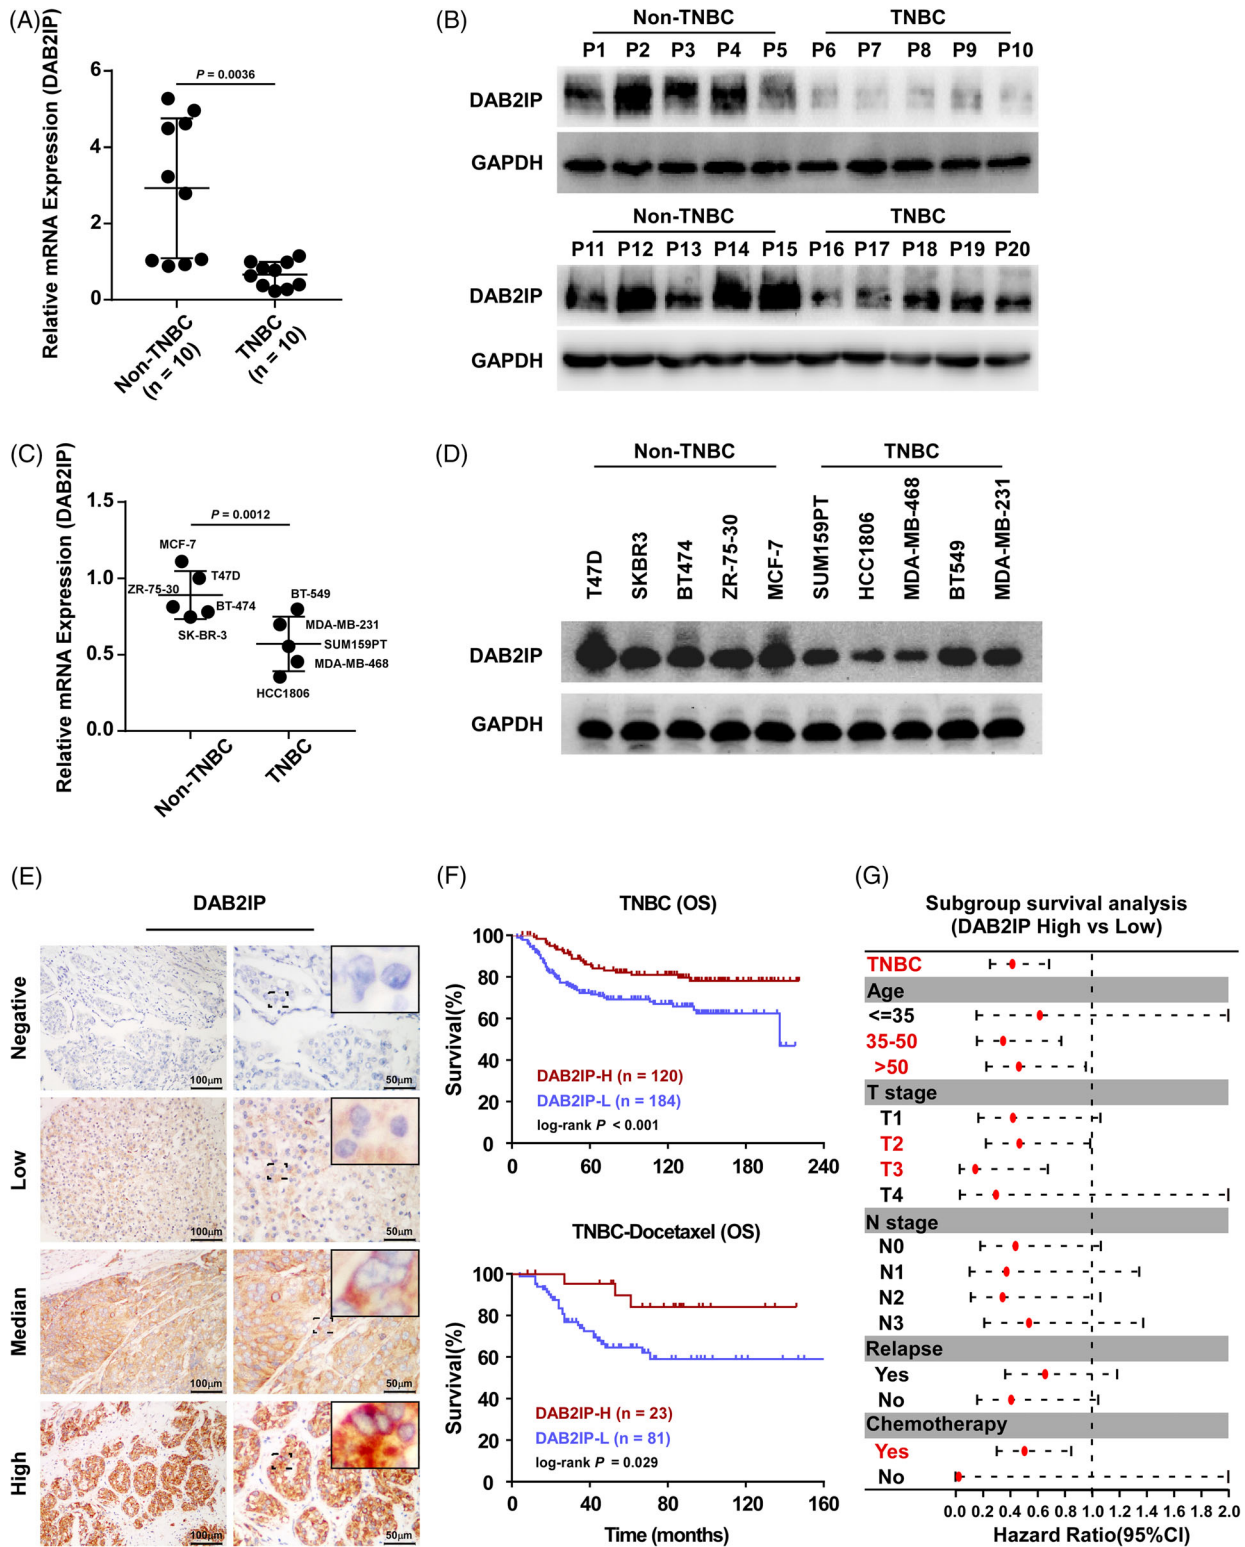 (A)
Relative mRNA Expression (DAB2IP)
6
4
2
0
P = 0.0036
Non-TNBC
(n = 10)
TNBC
(n = 10)
(B)
Non-TNBC TNBC
P1 P2 P3 P4 P5 P6 P7 P8 P9 P10
DAB2IP
GAPDH
Non-TNBC TNBC
P11 P12 P13 P14 P15 P16 P17 P18 P19 P20
DAB2IP
GAPDH
(C)
Relative mRNA Expression (DAB2IP)
1.5
1.0
0.5
0.0
P = 0.0012
MCF-7
T47D
ZR-75-30
BT-474
SK-BR-3
BT-549
MDA-MB-231
SUM159PT
MDA-MB-468
HCC1806
Non-TNBC
TNBC
(D)
Non-TNBC TNBC
T47D
SKBR3
BT474
ZR-75-30
MCF-7
SUM159PT
HCC1806
MDA-MB-468
BT549
MDA-MB-231
DAB2IP
GAPDH
(E)
DAB2IP
Negative
100μm
50μm
Low
100μm
50μm
Median
100μm
50μm
High
100μm
50μm
(F)
TNBC (OS)
Survival(%)
100
80
60
40
20
0
DAB2IP-H (n = 120)
DAB2IP-L (n = 184)
log-rank P < 0.001
0 60 120 180 240
TNBC-Docetaxel (OS)
Survival(%)
100
80
60
40
20
0
DAB2IP-H (n = 23)
DAB2IP-L (n = 81)
log-rank P = 0.029
0 40 80 120 160
Time (months)
(G)
Subgroup survival analysis
(DAB2IP High vs Low)
TNBC
Age
<=35
35-50
>50
T stage
T1
T2
T3
T4
N stage
N0
N1
N2
N3
Relapse
Yes
No
Chemotherapy
Yes
No
0.0 0.2 0.4 0.6 0.8 1.0 1.2 1.4 1.6 1.8 2.0
Hazard Ratio(95%CI)